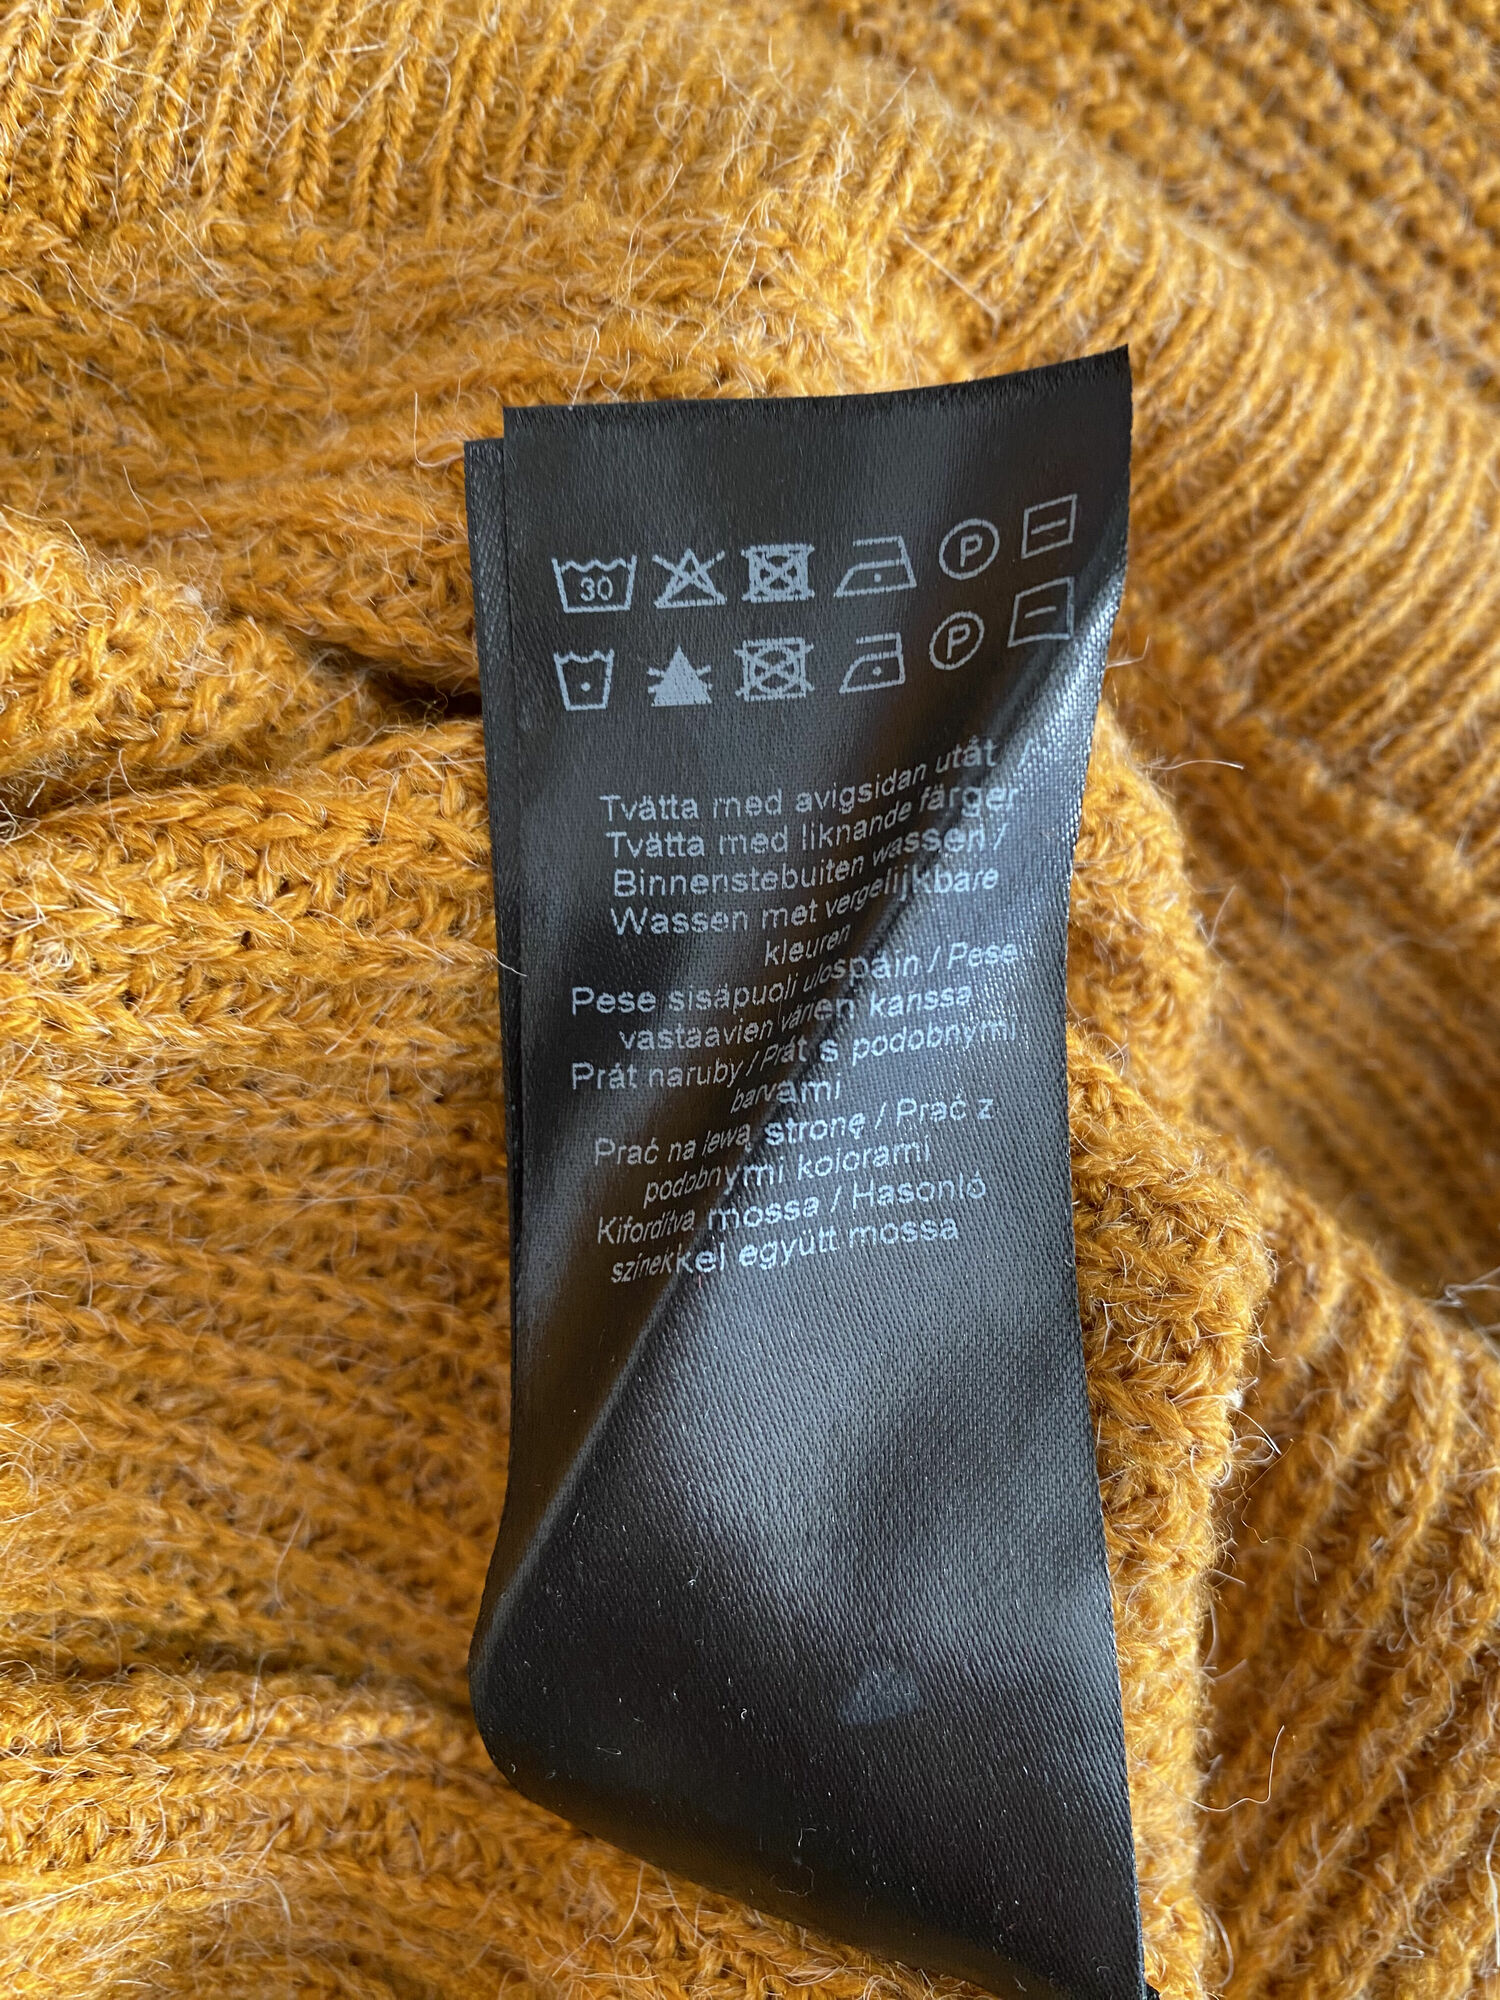 30 P
P
Tvätta med avigsidan utåt /
Tvätta med liknande färger
Binnenstebuiten wassen /
Wassen met vergelijkbare
kleuren
Pese sisäpuoli ulospäin / Pese
vastaavien värien kanssa
Prát naruby / Prát s podobnými
barvami
Prać na lewą stronę / Prać z
podobnymi kolorami
Kifordítva mossa / Hasonló
színekkel együtt mossa